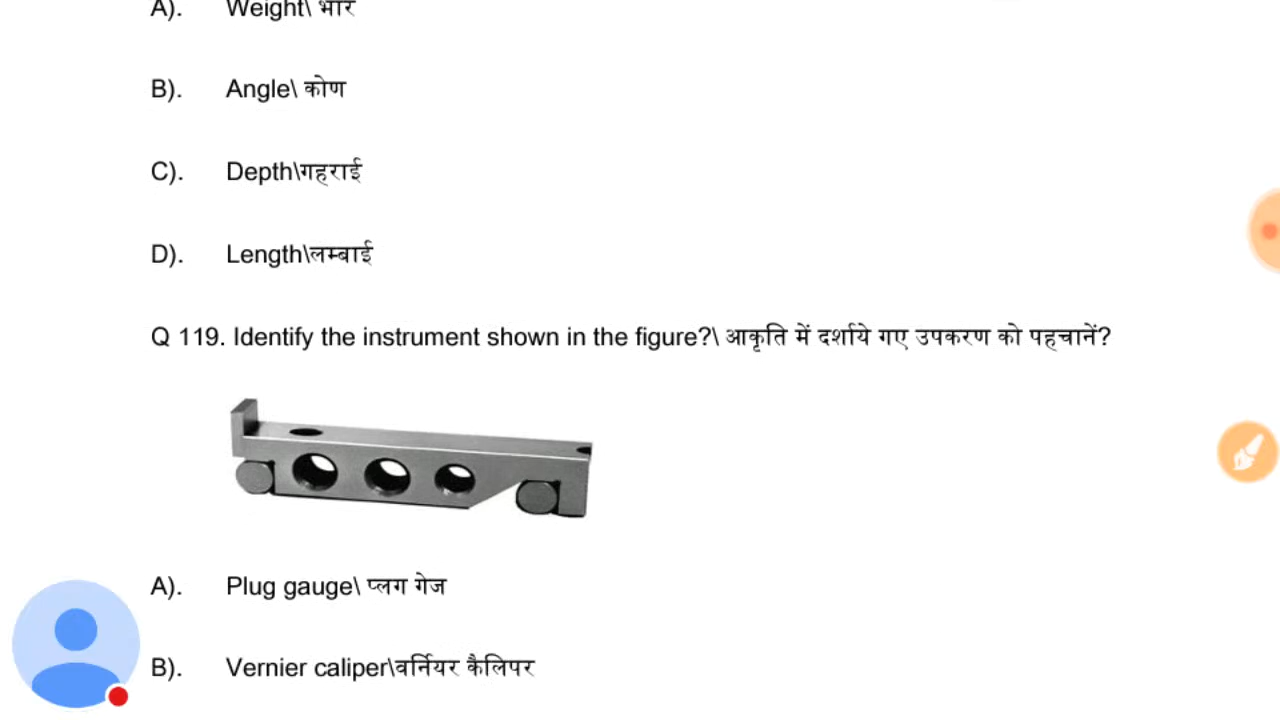 A). Weight\ भार
B). Angle\ कोण
C). Depth\गहराई
D). Length\लम्बाई
Q 119. Identify the instrument shown in the figure?\ आकृति में दर्शाये गए उपकरण को पहचानें?
A). Plug gauge\ प्लग गेज
B). Vernier caliper\वर्नियर कैलिपर